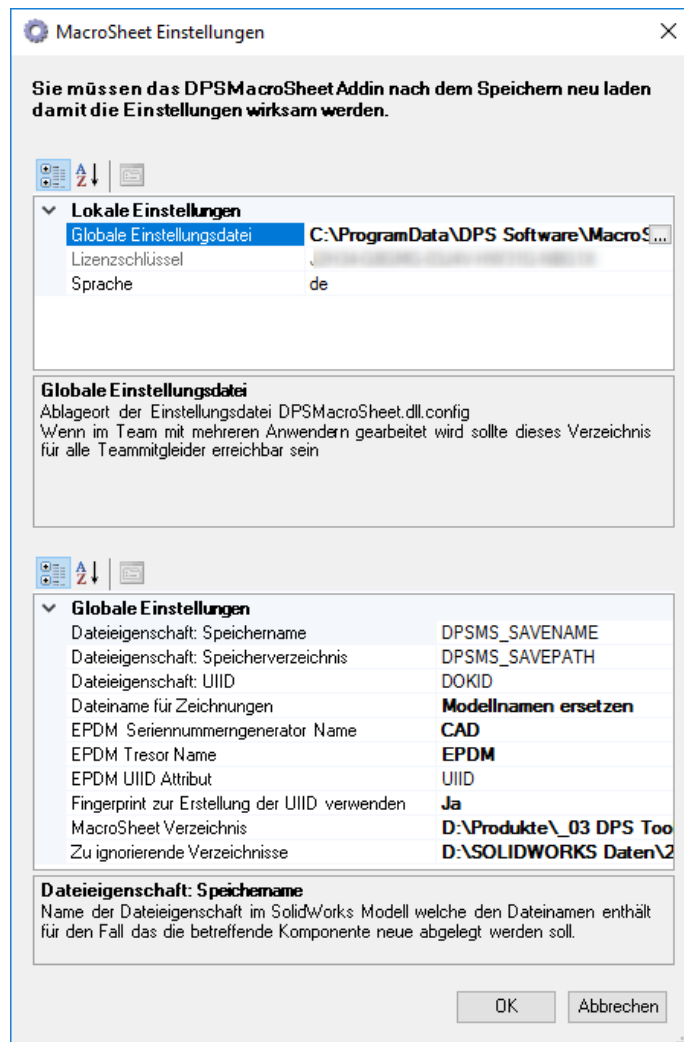 MacroSheet Einstellungen
Sie müssen das DPSMacroSheet Addin nach dem Speichern neu laden
damit die Einstellungen wirksam werden.
Lokale Einstellungen
Globale Einstellungsdatei C:\ProgramData\DPS Software\MacroS...
Lizenzschlüssel
Sprache de
Globale Einstellungsdatei
Ablageort der Einstellungsdatei DPSMacroSheet.dll.config
Wenn im Team mit mehreren Anwendern gearbeitet wird sollte dieses Verzeichnis
für alle Teammitgleider erreichbar sein
Globale Einstellungen
Dateieigenschaft: Speichername DPSMS_SAVENAME
Dateieigenschaft: Speicherverzeichnis DPSMS_SAVEPATH
Dateieigenschaft: UIID DOKID
Dateiname für Zeichnungen Modellnamen ersetzen
EPDM Seriennummerngenerator Name CAD
EPDM Tresor Name EPDM
EPDM UIID Attribut UIID
Fingerprint zur Erstellung der UIID verwenden Ja
MacroSheet Verzeichnis D:\Produkte\_03 DPS Too
Zu ignorierende Verzeichnisse D:\SOLIDWORKS Daten\2
Dateieigenschaft: Speichername
Name der Dateieigenschaft im SolidWorks Modell welche den Dateinamen enthält
für den Fall das die betreffende Komponente neue abgelegt werden soll.
OK Abbrechen